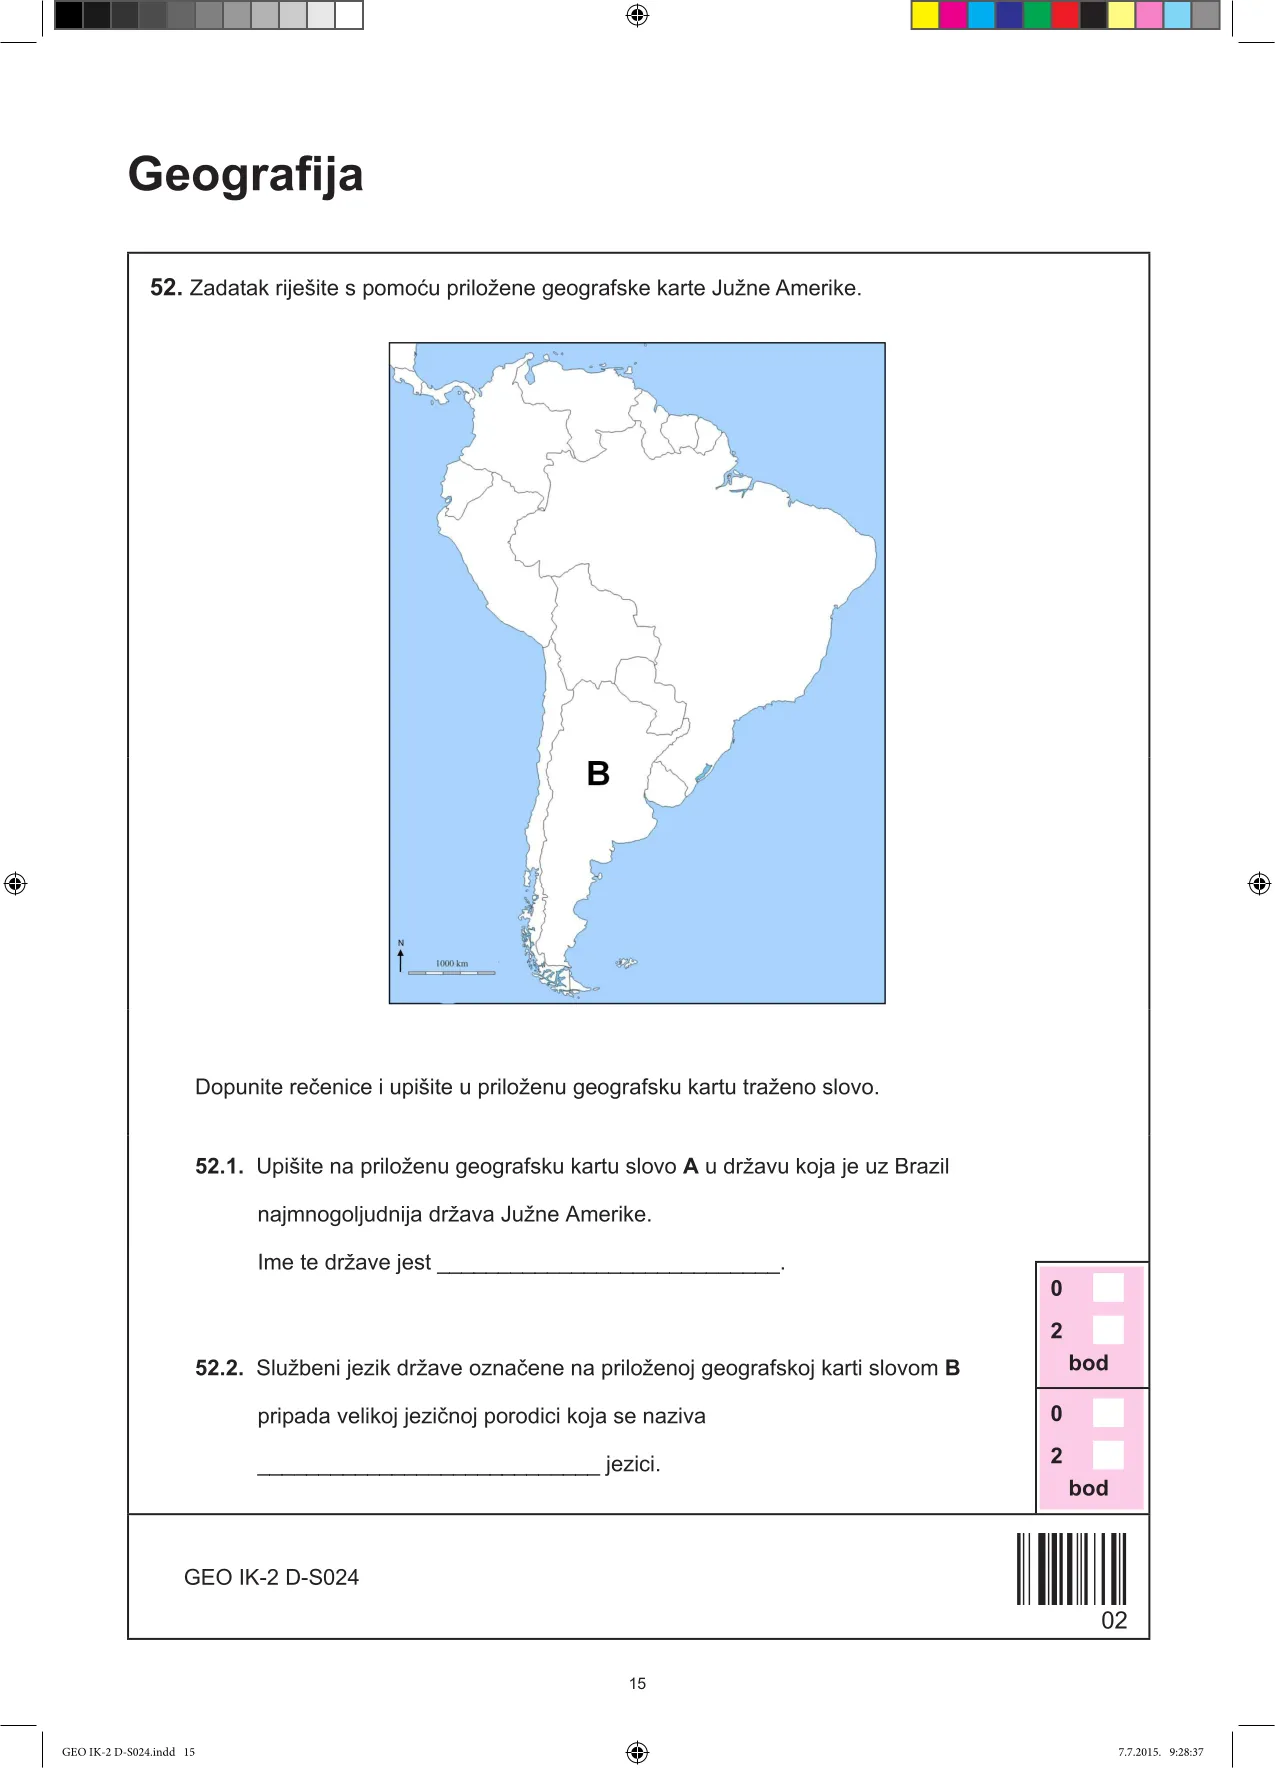 Geografija
52. Zadatak riješite s pomoću priložene geografske karte Južne Amerike.
B
N
1000 km
Dopunite rečenice i upišite u priloženu geografsku kartu traženo slovo.
52.1. Upišite na priloženu geografsku kartu slovo A u državu koja je uz Brazil
najmnogoljudnija država Južne Amerike.
Ime te države jest ____________________________.
0
2
bod
52.2. Službeni jezik države označene na priloženoj geografskoj karti slovom B
pripada velikoj jezičnoj porodici koja se naziva
____________________________ jezici.
0
2
bod
GEO IK-2 D-S024
02
15
GEO IK-2 D-S024.indd 15
7.7.2015. 9:28:37